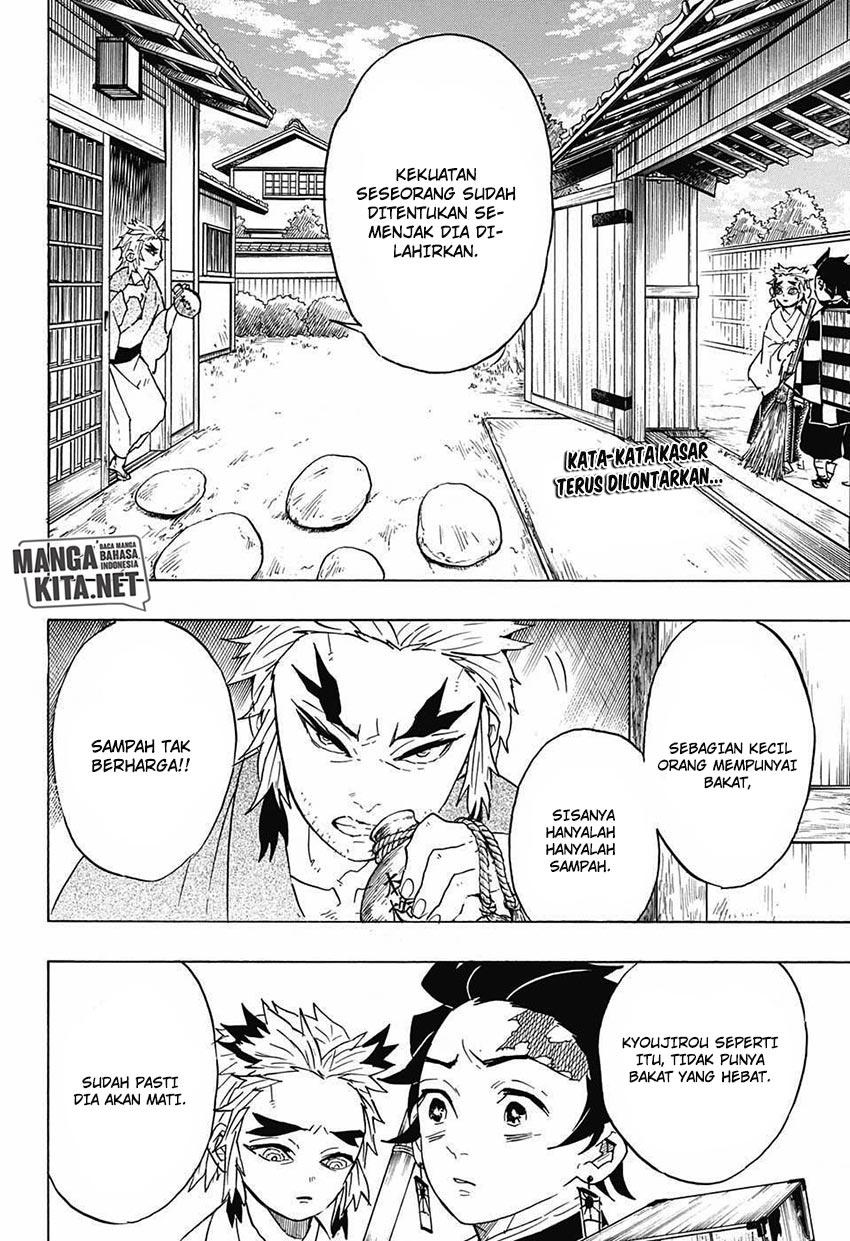 KEKUATAN
SESEORANG SUDAH
DITENTUKAN SE-
MENJAK DIA DI-
LAHIRKAN.
KATA-KATA KASAR
TERUS DILONTARKAN...
MANGA
KITA.NET
BACA MANGA
BAHASA
INDONESIA
SEBAGIAN KECIL
ORANG MEMPUNYAI
BAKAT,
SISANYA
HANYALAH
HANYALAH
SAMPAH.
SAMPAH TAK
BERHARGA!!
KYOUJIROU SEPERTI
ITU, TIDAK PUNYA
BAKAT YANG HEBAT.
SUDAH PASTI
DIA AKAN MATI.